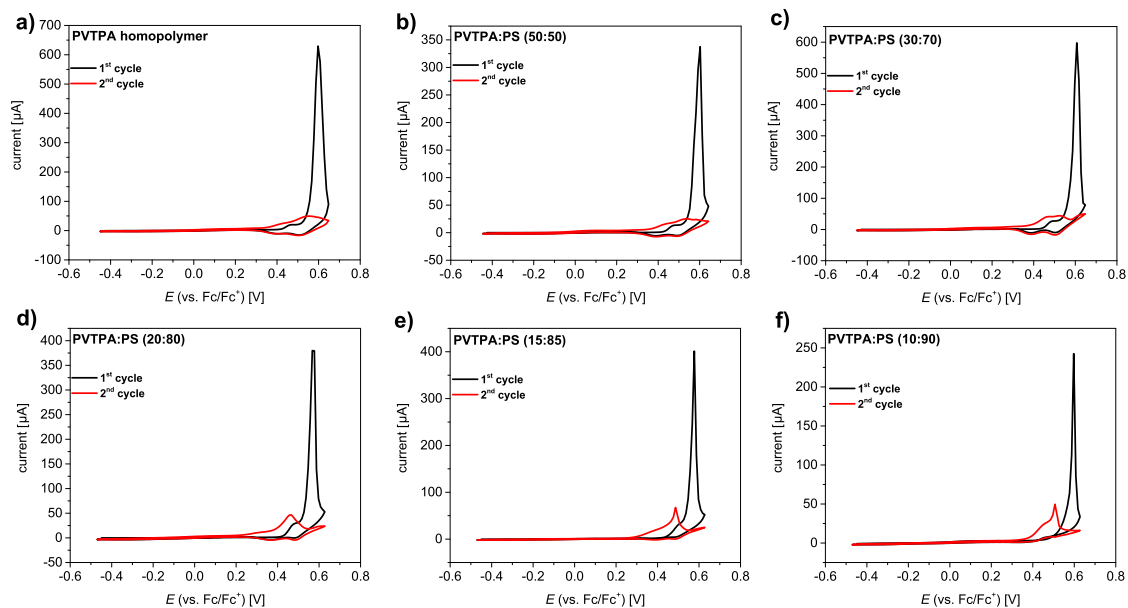 a)
PVTPA homopolymer
1st cycle
2nd cycle
current [µA]
700
600
500
400
300
200
100
0
-100
-0.6 -0.4 -0.2 0.0 0.2 0.4 0.6 0.8
E (vs. Fc/Fc+) [V]
b)
PVTPA:PS (50:50)
1st cycle
2nd cycle
current [µA]
350
300
250
200
150
100
50
0
-50
-0.6 -0.4 -0.2 0.0 0.2 0.4 0.6 0.8
E (vs. Fc/Fc+) [V]
c)
PVTPA:PS (30:70)
1st cycle
2nd cycle
current [µA]
600
500
400
300
200
100
0
-100
-0.6 -0.4 -0.2 0.0 0.2 0.4 0.6 0.8
E (vs. Fc/Fc+) [V]
d)
PVTPA:PS (20:80)
1st cycle
2nd cycle
current [µA]
400
350
300
250
200
150
100
50
0
-50
-0.6 -0.4 -0.2 0.0 0.2 0.4 0.6 0.8
E (vs. Fc/Fc+) [V]
e)
PVTPA:PS (15:85)
1st cycle
2nd cycle
current [µA]
400
300
200
100
0
-0.6 -0.4 -0.2 0.0 0.2 0.4 0.6 0.8
E (vs. Fc/Fc+) [V]
f)
PVTPA:PS (10:90)
1st cycle
2nd cycle
current [µA]
250
200
150
100
50
0
-0.6 -0.4 -0.2 0.0 0.2 0.4 0.6 0.8
E (vs. Fc/Fc+) [V]